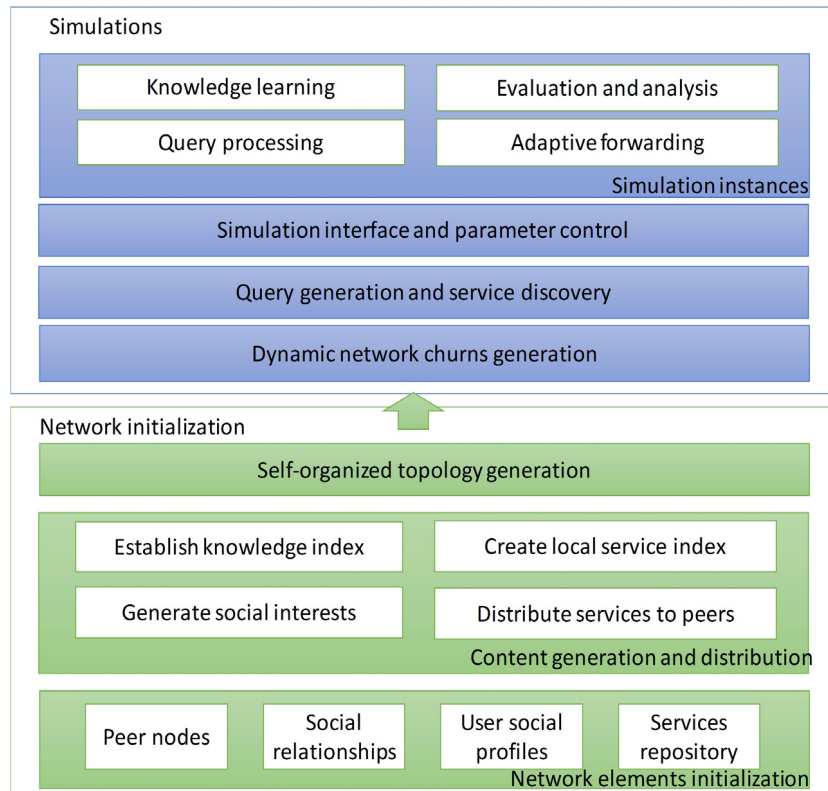 Simulations
Knowledge learning
Evaluation and analysis
Query processing
Adaptive forwarding
Simulation instances
Simulation interface and parameter control
Query generation and service discovery
Dynamic network churns generation
Network initialization
Self-organized topology generation
Establish knowledge index
Create local service index
Generate social interests
Distribute services to peers
Content generation and distribution
Peer nodes
Social
relationships
User social
profiles
Services
repository
Network elements initialization